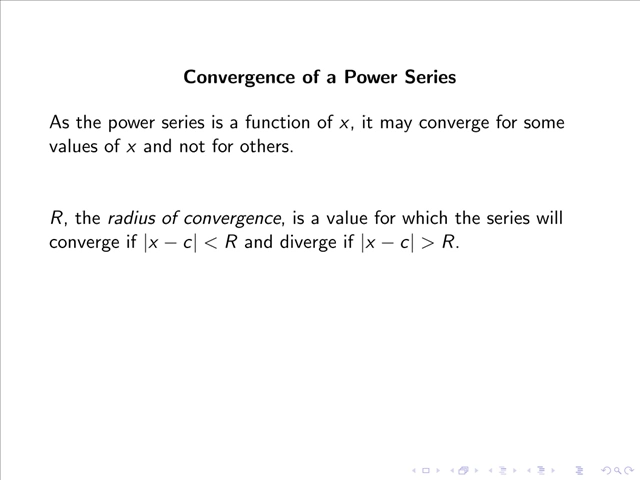 Convergence of a Power Series
As the power series is a function of x, it may converge for some
values of x and not for others.
R, the radius of convergence, is a value for which the series will
converge if |x − c| < R and diverge if |x − c| > R.